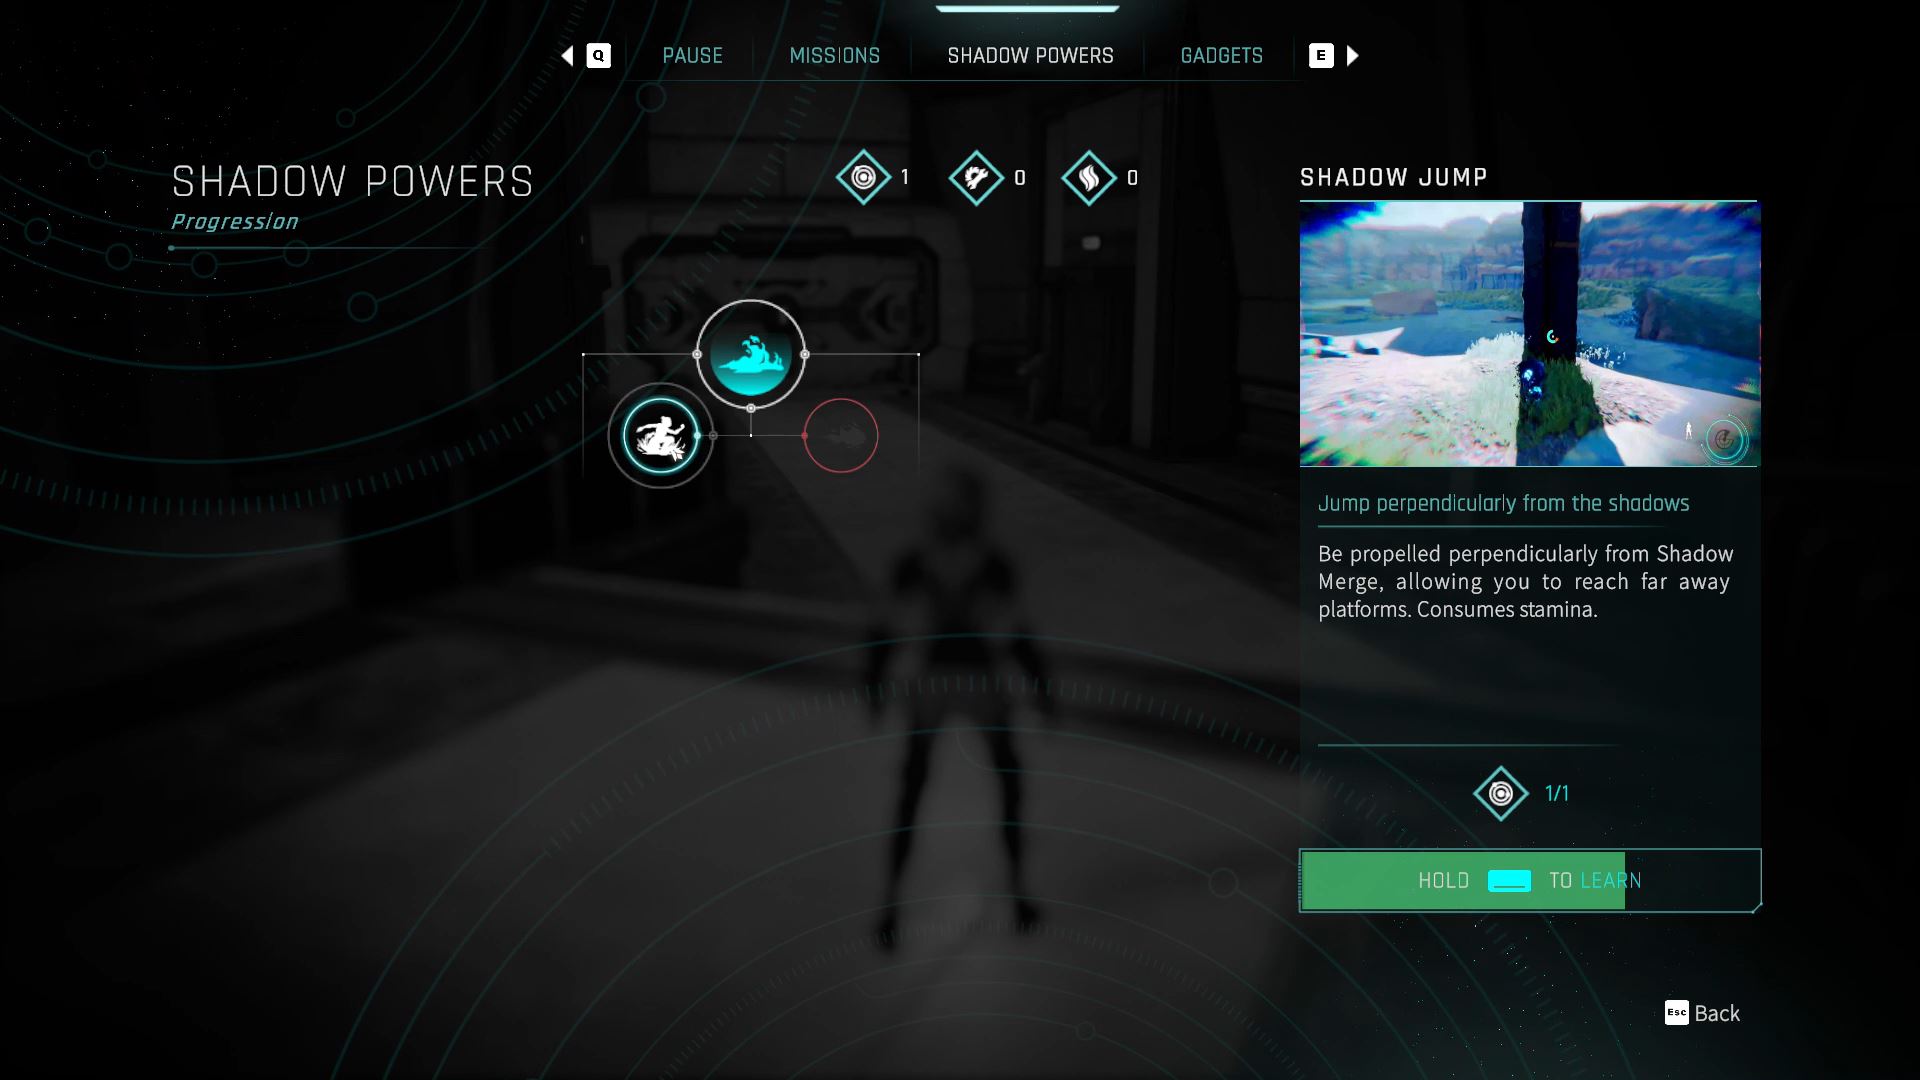 Q
PAUSE
MISSIONS
SHADOW POWERS
GADGETS
E
SHADOW POWERS
Progression
1
0
0
SHADOW JUMP
Jump perpendicularly from the shadows
Be propelled perpendicularly from Shadow
Merge, allowing you to reach far away
platforms. Consumes stamina.
1/1
HOLD TO LEARN
Esc Back